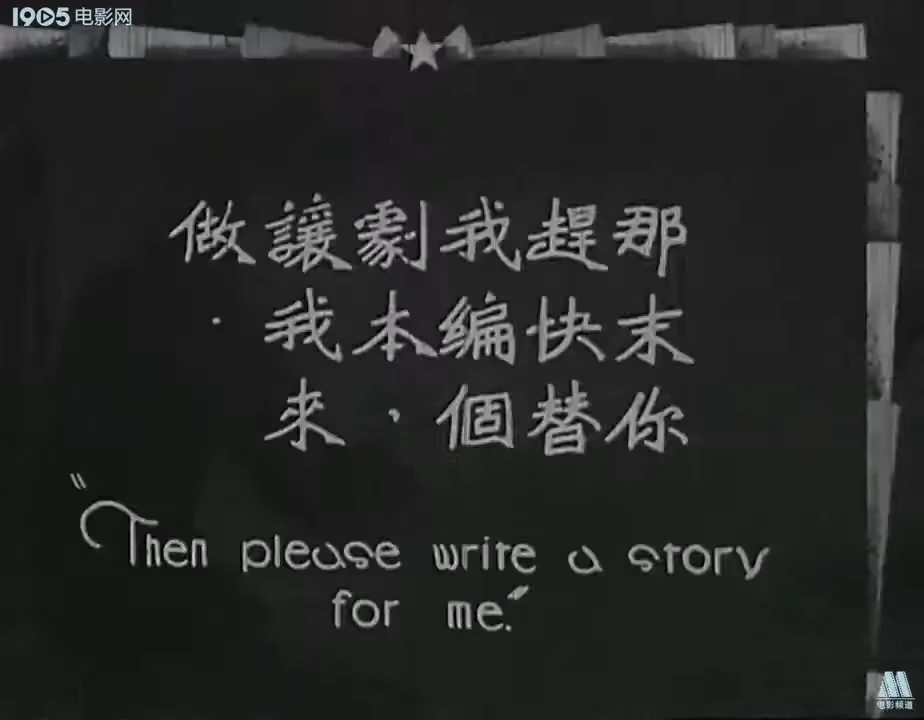 1905电影网
那末你
趕快替
我編個
劇本，
讓我來
做．
"Then please write a story
for me."
电影频道